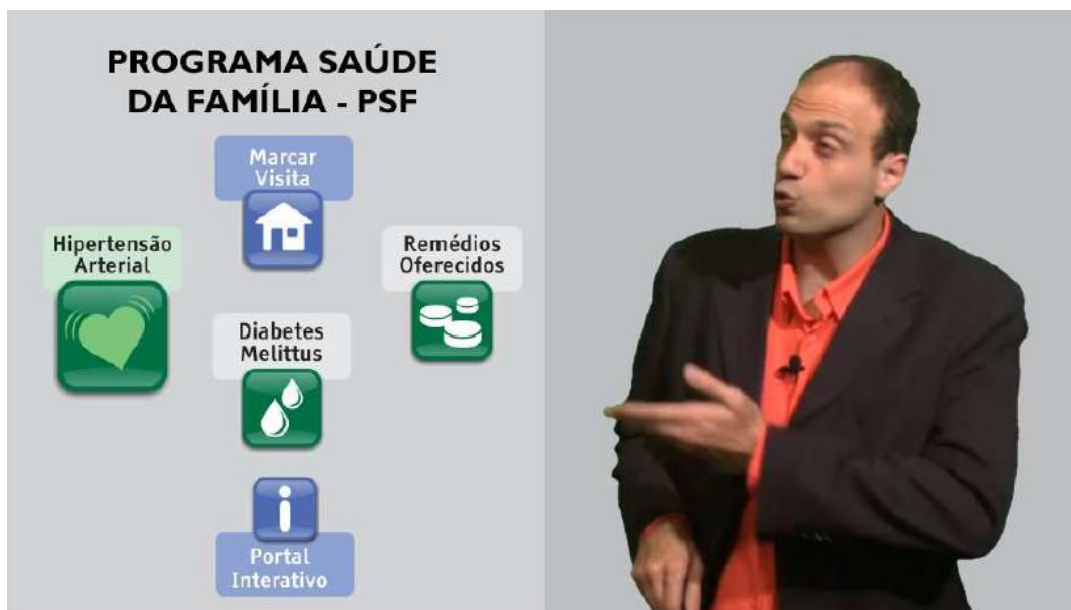 PROGRAMA SAÚDE
DA FAMÍLIA - PSF
Marcar
Visita
Hipertensão
Arterial
Remédios
Oferecidos
Diabetes
Melittus
i
Portal
Interativo